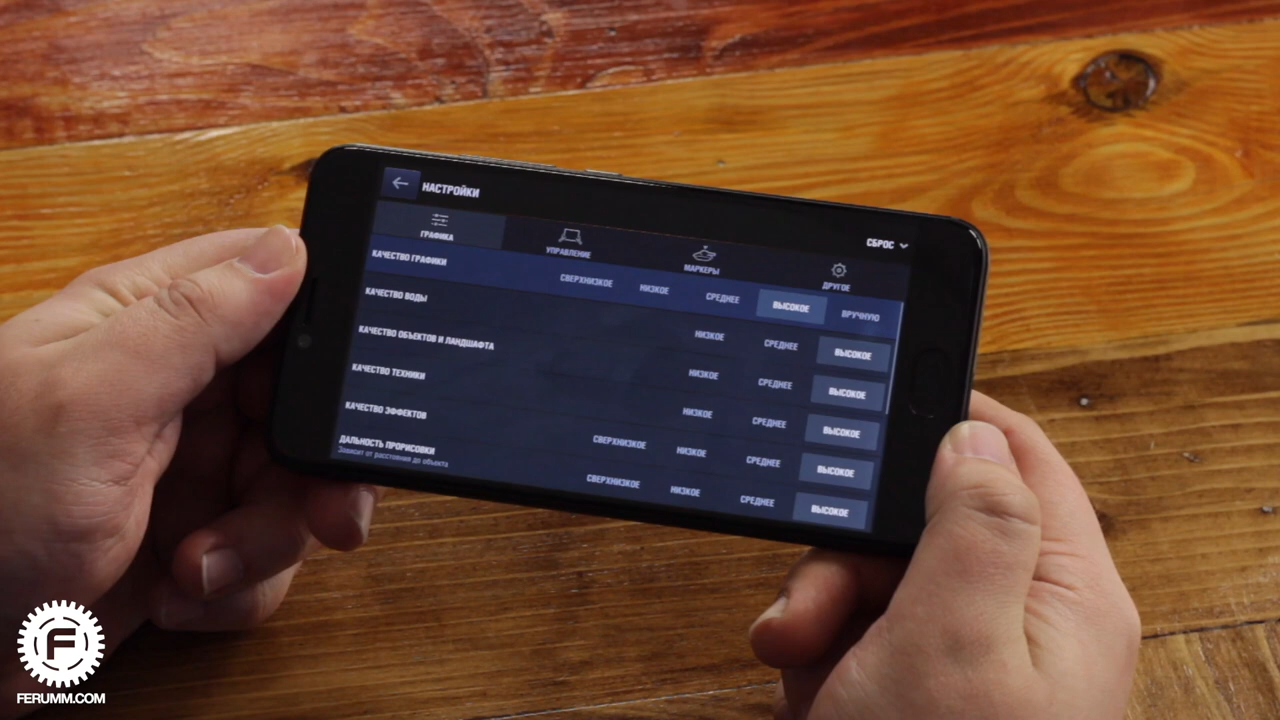 НАСТРОЙКИ
СБРОС
ГРАФИКА
УПРАВЛЕНИЕ
МАРКЕРЫ
ДРУГОЕ
КАЧЕСТВО ГРАФИКИ СВЕРХНИЗКОЕ НИЗКОЕ СРЕДНЕЕ ВЫСОКОЕ ВРУЧНУЮ
КАЧЕСТВО ВОДЫ НИЗКОЕ СРЕДНЕЕ ВЫСОКОЕ
КАЧЕСТВО ОБЪЕКТОВ И ЛАНДШАФТА НИЗКОЕ СРЕДНЕЕ ВЫСОКОЕ
КАЧЕСТВО ТЕХНИКИ НИЗКОЕ СРЕДНЕЕ ВЫСОКОЕ
КАЧЕСТВО ЭФФЕКТОВ СВЕРХНИЗКОЕ НИЗКОЕ СРЕДНЕЕ ВЫСОКОЕ
ДАЛЬНОСТЬ ПРОРИСОВКИ СВЕРХНИЗКОЕ НИЗКОЕ СРЕДНЕЕ ВЫСОКОЕ
Зависит от расстояния до объекта
F
FERUMM.COM